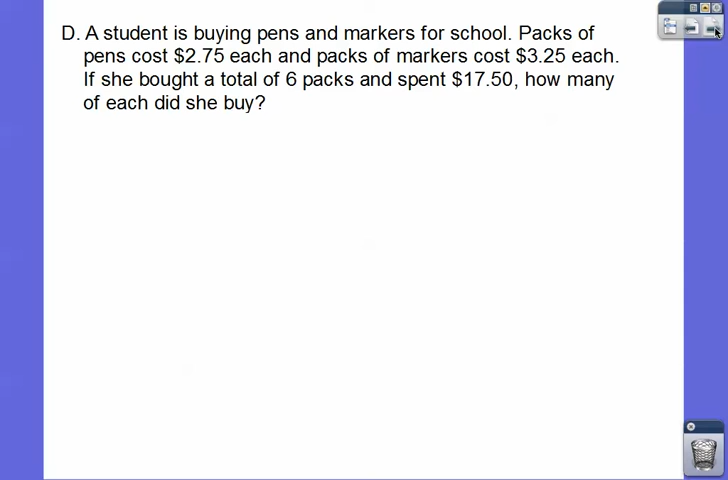 D. A student is buying pens and markers for school. Packs of
pens cost $2.75 each and packs of markers cost $3.25 each.
If she bought a total of 6 packs and spent $17.50, how many
of each did she buy?